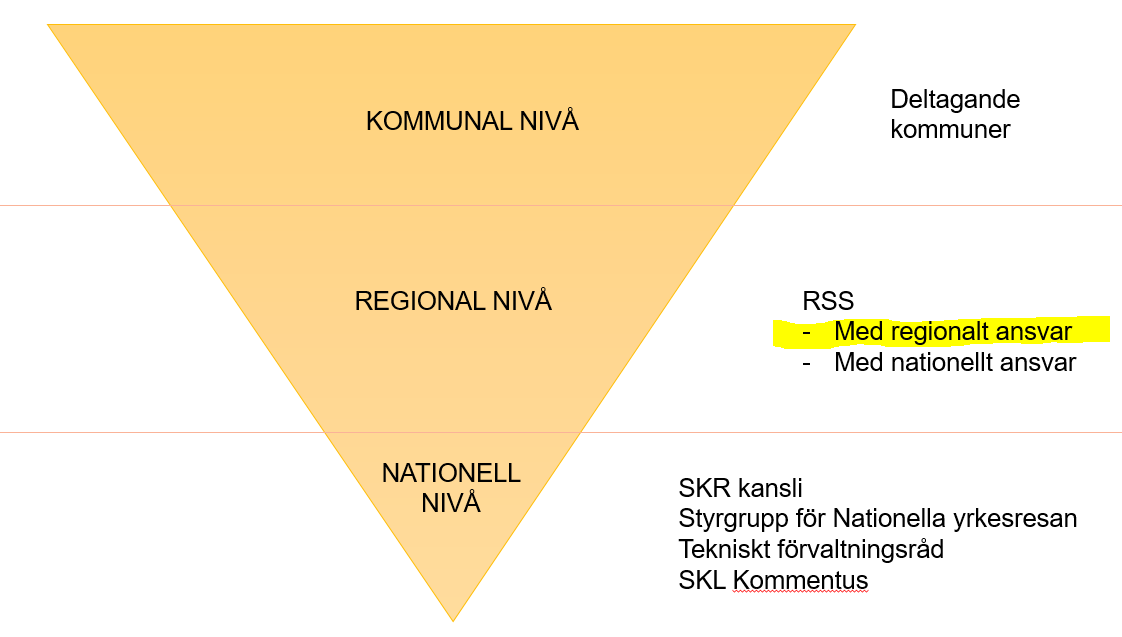 KOMMUNAL NIVÅ
Deltagande
kommuner
REGIONAL NIVÅ
RSS
- Med regionalt ansvar
- Med nationellt ansvar
NATIONELL
NIVÅ
SKR kansli
Styrgrupp för Nationella yrkesresan
Tekniskt förvaltningsråd
SKL Kommentus